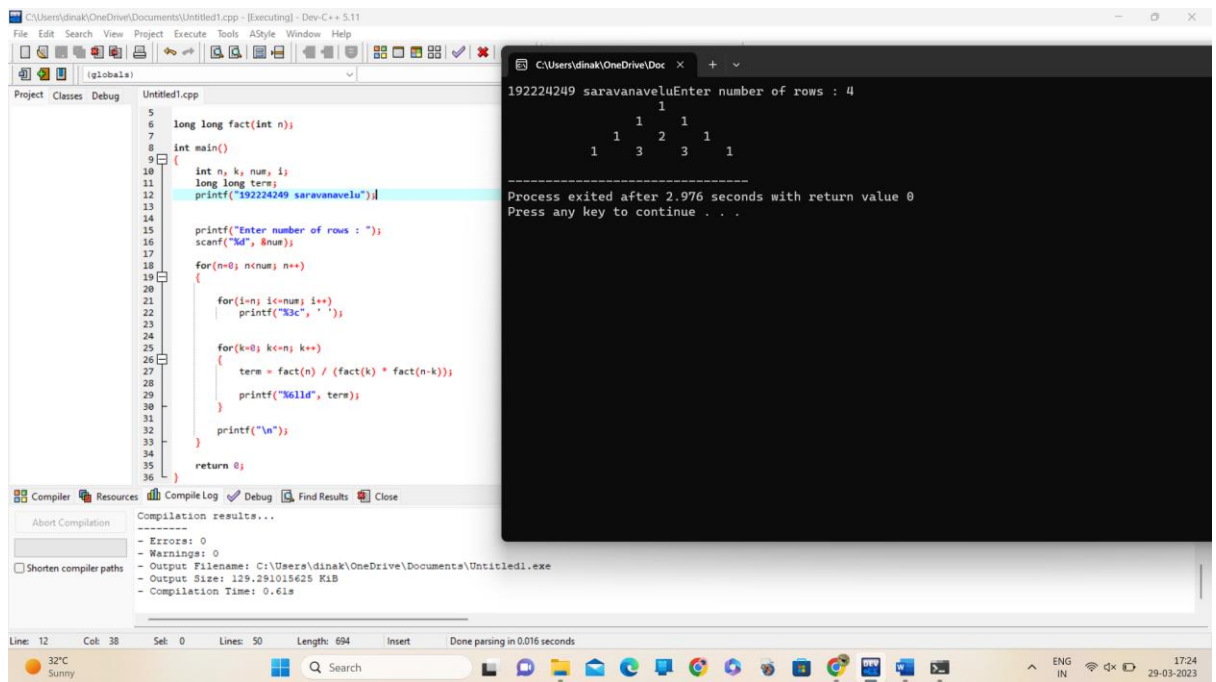 C:\Users\dinak\OneDrive\Documents\Untitled1.cpp - [Executing] - Dev-C++ 5.11
File Edit Search View Project Execute Tools AStyle Window Help
(globals)
Project Classes Debug
Untitled1.cpp
5
6 long long fact(int n);
7
8 int main()
9 {
10 int n, k, num, i;
11 long long term;
12 printf("192224249 saravanavelu");
13
14
15 printf("Enter number of rows : ");
16 scanf("%d", &num);
17
18 for(n=0; n<num; n++)
19 {
20
21 for(i=n; i<=num; i++)
22 printf("%3c", ' ');
23
24
25 for(k=0; k<=n; k++)
26 {
27 term = fact(n) / (fact(k) * fact(n-k));
28
29 printf("%6lld", term);
30 }
31
32 printf("\n");
33 }
34
35 return 0;
36 }
C:\Users\dinak\OneDrive\Doc
192224249 saravanaveluEnter number of rows : 4
1
1 1
1 2 1
1 3 3 1
--------------------------------
Process exited after 2.976 seconds with return value 0
Press any key to continue . . .
Compiler Resources Compile Log Debug Find Results Close
Abort Compilation
Shorten compiler paths
Compilation results...
--------
- Errors: 0
- Warnings: 0
- Output Filename: C:\Users\dinak\OneDrive\Documents\Untitled1.exe
- Output Size: 129.291015625 KiB
- Compilation Time: 0.61s
Line: 12 Col: 38 Sel: 0 Lines: 50 Length: 694 Insert Done parsing in 0.016 seconds
32°C
Sunny
Search
DEV
ENG
IN
17:24
29-03-2023